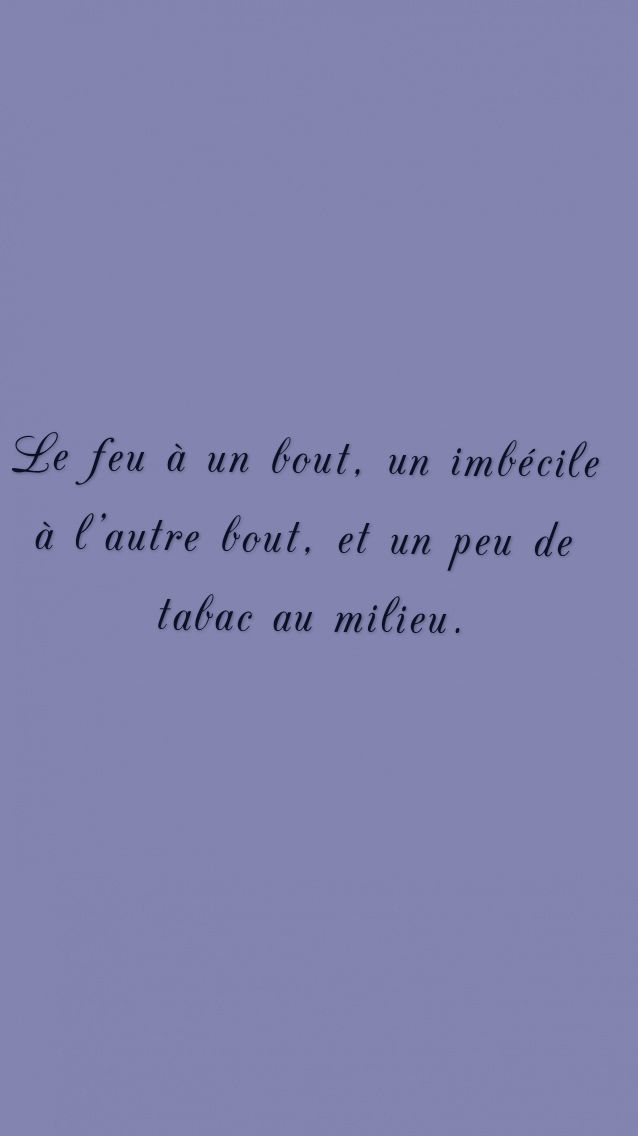 Le feu à un bout, un imbécile
à l'autre bout, et un peu de
tabac au milieu.